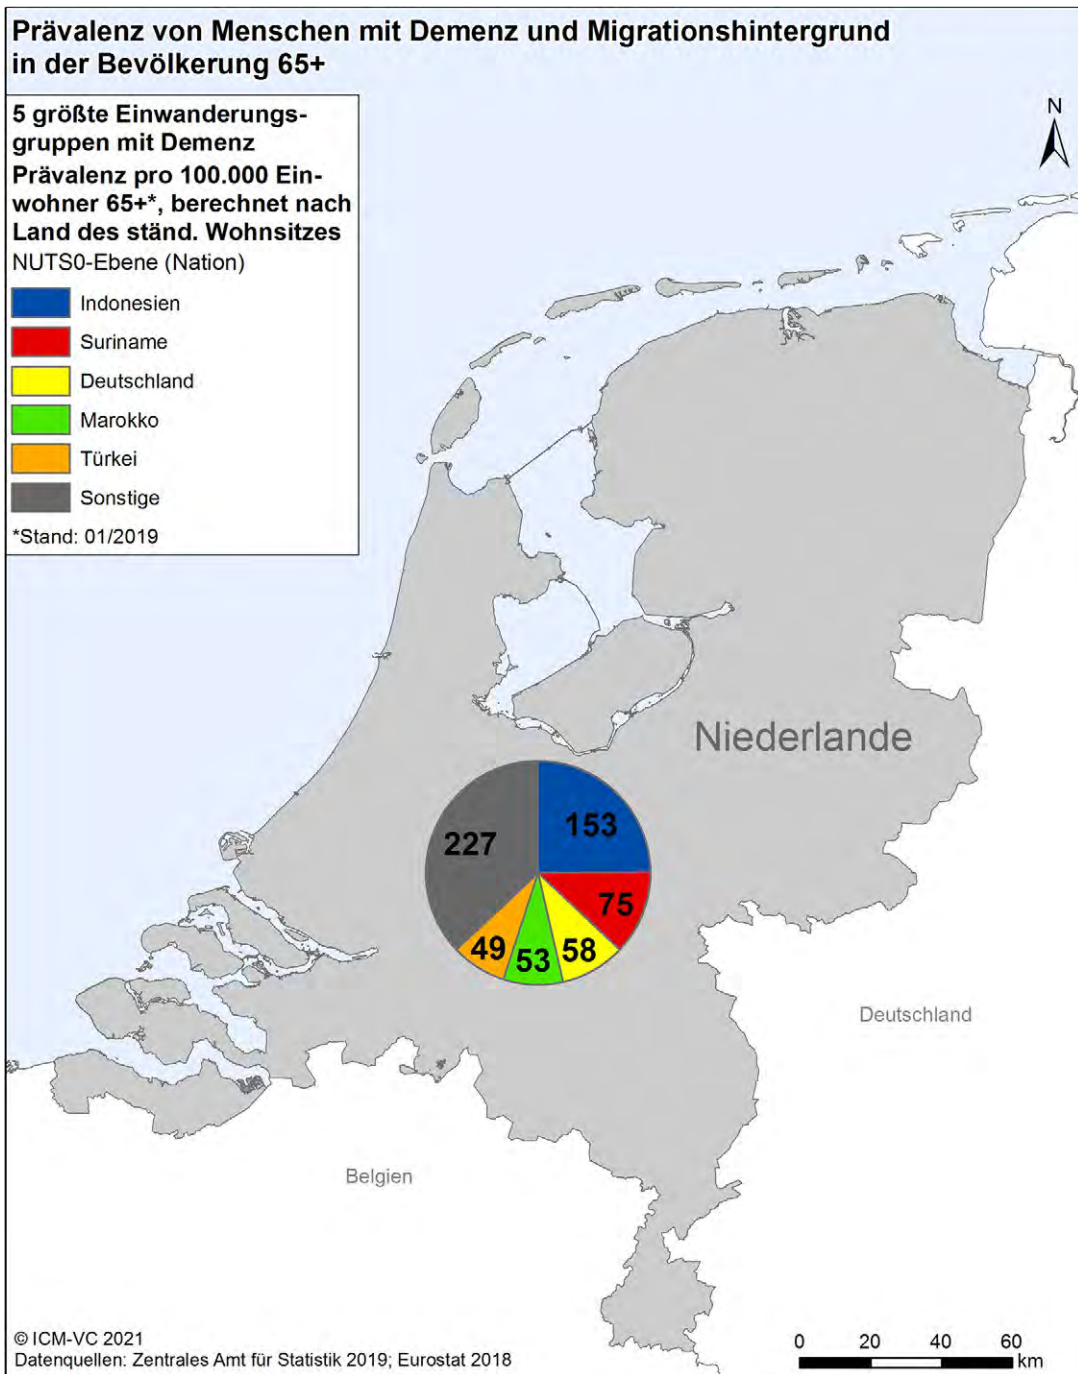 Prävalenz von Menschen mit Demenz und Migrationshintergrund
in der Bevölkerung 65+
5 größte Einwanderungs-
gruppen mit Demenz
Prävalenz pro 100.000 Ein-
wohner 65+*, berechnet nach
Land des ständ. Wohnsitzes
NUTS0-Ebene (Nation)
Indonesien
Suriname
Deutschland
Marokko
Türkei
Sonstige
*Stand: 01/2019
N
Niederlande
153
227
75
49
53
58
Deutschland
Belgien
© ICM-VC 2021
Datenquellen: Zentrales Amt für Statistik 2019; Eurostat 2018
0 20 40 60
km